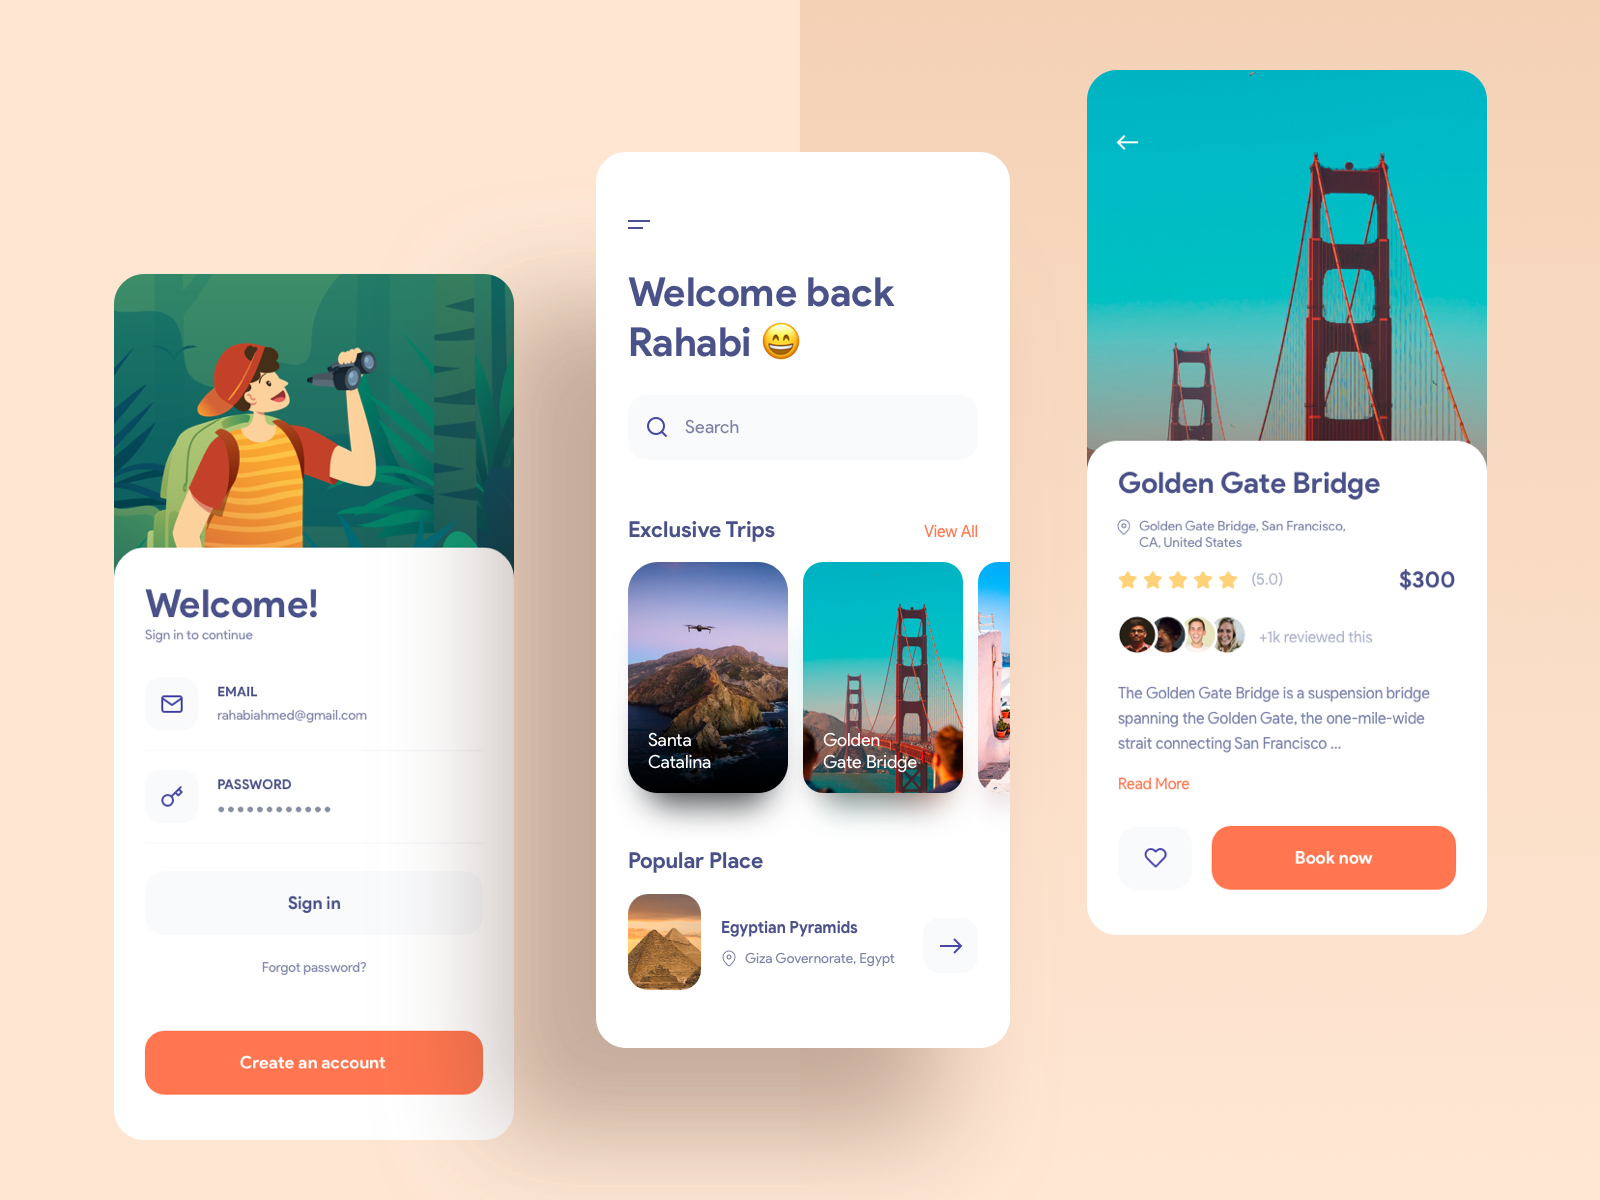 Welcome!
Sign in to continue
EMAIL
rahabiahmed@gmail.com
PASSWORD
••••••••••••
Sign in
Forgot password?
Create an account
Welcome back
Rahabi 😄
Search
Exclusive Trips
View All
Santa
Catalina
Golden
Gate Bridge
Popular Place
Egyptian Pyramids
Giza Governorate, Egypt
Golden Gate Bridge
Golden Gate Bridge, San Francisco,
CA, United States
(5.0)
$300
+1k reviewed this
The Golden Gate Bridge is a suspension bridge
spanning the Golden Gate, the one-mile-wide
strait connecting San Francisco ...
Read More
Book now